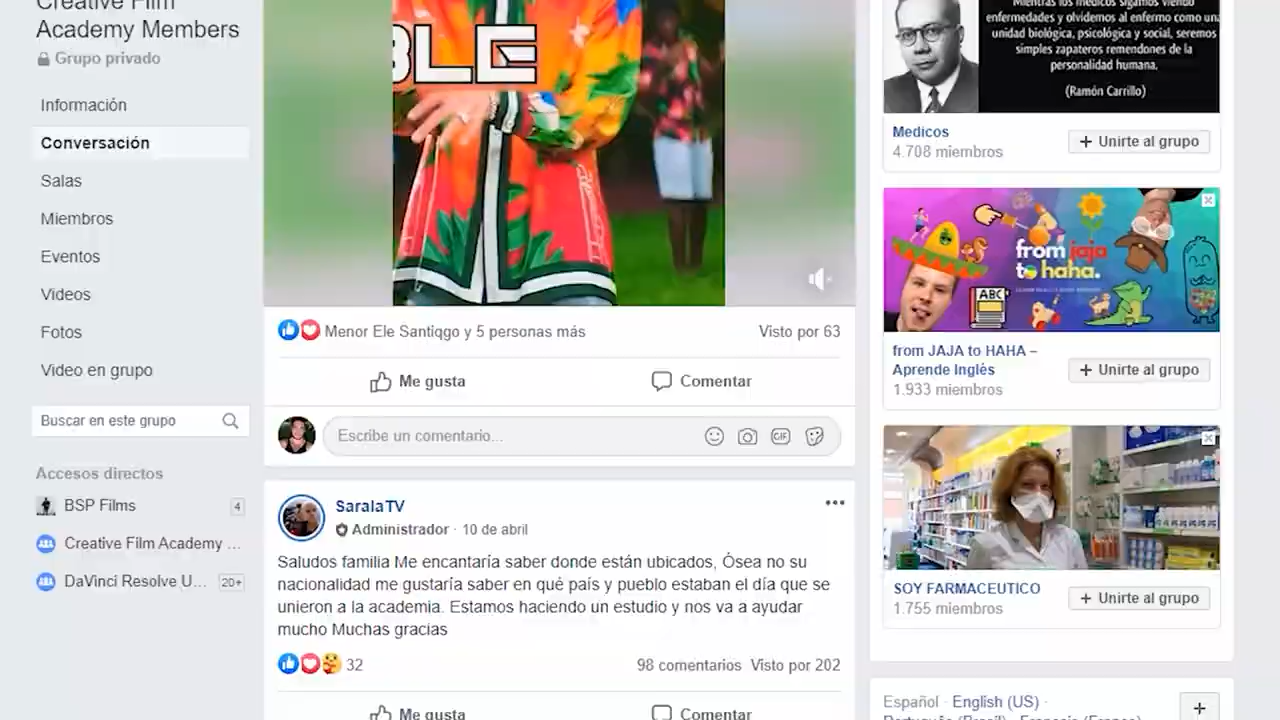 Creative Film
Academy Members
Grupo privado
Información
Conversación
Salas
Miembros
Eventos
Videos
Fotos
Video en grupo
Buscar en este grupo
Accesos directos
BSP Films
4
Creative Film Academy ...
DaVinci Resolve U...
20+
BLE
Menor Ele Santiqgo y 5 personas más
Visto por 63
Me gusta
Comentar
Escribe un comentario...
GIF
SaralaTV
Administrador · 10 de abril
Saludos familia Me encantaría saber donde están ubicados, Ósea no su
nacionalidad me gustaría saber en qué país y pueblo estaban el día que se
unieron a la academia. Estamos haciendo un estudio y nos va a ayudar
mucho Muchas gracias
32
98 comentarios Visto por 202
Me gusta
Comentar
Mientras los médicos sigamos viendo
enfermedades y olvidemos al enfermo como una
unidad biológica, psicológica y social, seremos
simples zapateros remendones de la
personalidad humana.
(Ramón Carrillo)
Medicos
4.708 miembros
+ Unirte al grupo
from jaja
to haha.
ABC
from JAJA to HAHA –
Aprende Inglés
1.933 miembros
+ Unirte al grupo
SOY FARMACEUTICO
1.755 miembros
+ Unirte al grupo
Español · English (US) ·
Português (Brasil) · Français (France) ·
+